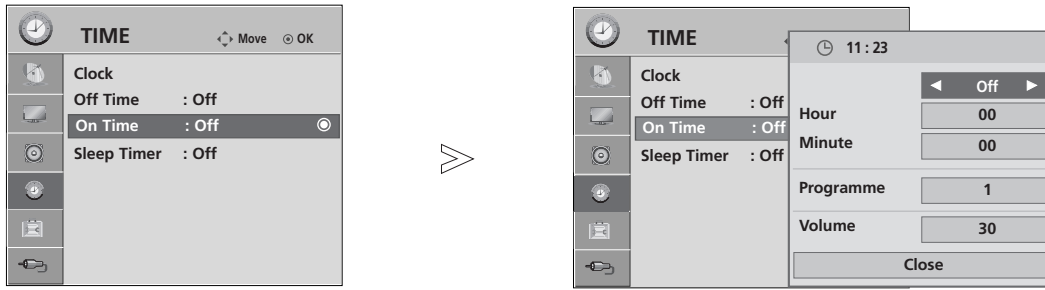 TIME
Move OK
Clock
Off Time : Off
On Time : Off
Sleep Timer : Off
TIME
Clock
Off Time : Off
On Time : Off
Sleep Timer : Off
11 : 23
Off
Hour 00
Minute 00
Programme 1
Volume 30
Close